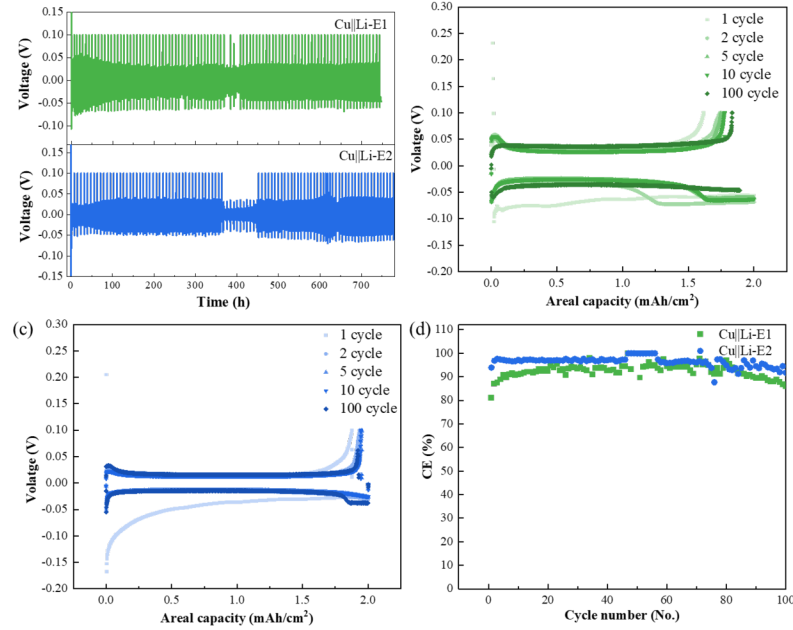 0.15
0.10
0.05
0.00
-0.05
-0.10
Voltage (V)
Cu||Li-E1
0.15
0.10
0.05
0.00
0.05
0.10
0.15
Voltage (V)
Cu||Li-E2
0 100 200 300 400 500 600 700
Time (h)
0.30
0.25
0.20
0.15
0.10
0.05
0.00
-0.05
-0.10
-0.15
-0.20
Volatge (V)
1 cycle
2 cycle
5 cycle
10 cycle
100 cycle
0.0 0.5 1.0 1.5 2.0
Areal capacity (mAh/cm²)
(c)
0.30
0.25
0.20
0.15
0.10
0.05
0.00
-0.05
-0.10
-0.15
-0.20
Volatge (V)
1 cycle
2 cycle
5 cycle
10 cycle
100 cycle
0.0 0.5 1.0 1.5 2.0
Areal capacity (mAh/cm²)
(d)
110
100
90
80
70
60
50
40
30
20
10
0
CE (%)
Cu||Li-E1
Cu||Li-E2
0 20 40 60 80 100
Cycle number (No.)